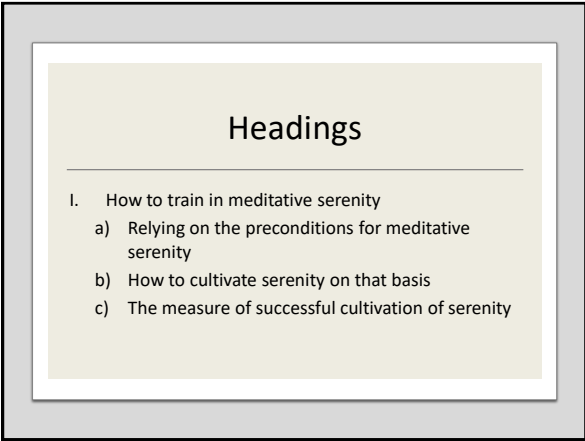 Headings
I. How to train in meditative serenity
a) Relying on the preconditions for meditative
serenity
b) How to cultivate serenity on that basis
c) The measure of successful cultivation of serenity